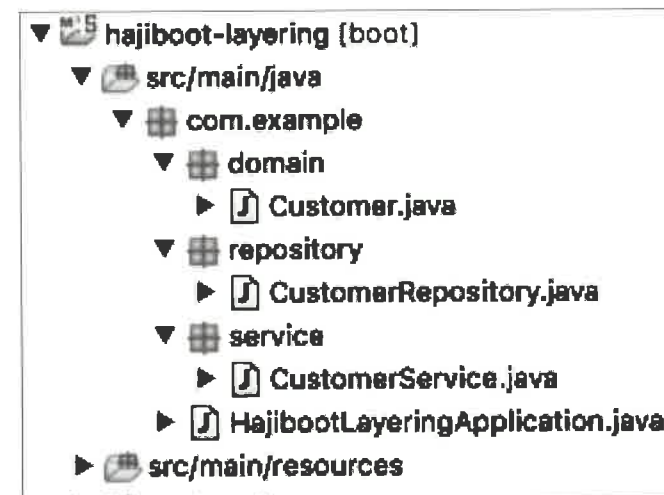 hajiboot-layering [boot]
src/main/java
com.example
domain
Customer.java
repository
CustomerRepository.java
service
CustomerService.java
HajibootLayeringApplication.java
src/main/resources